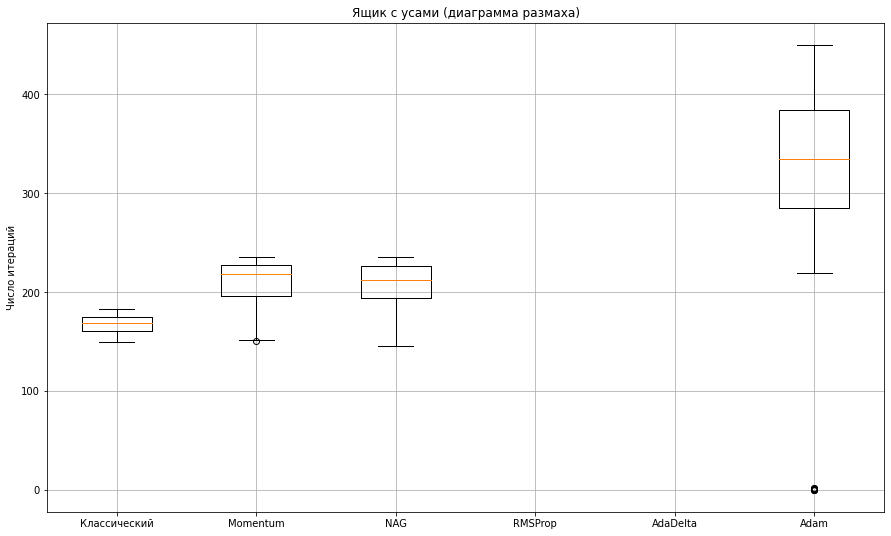 Ящик с усами (диаграмма размаха)
Число итераций
400
300
200
100
0
Классический Momentum NAG RMSProp AdaDelta Adam